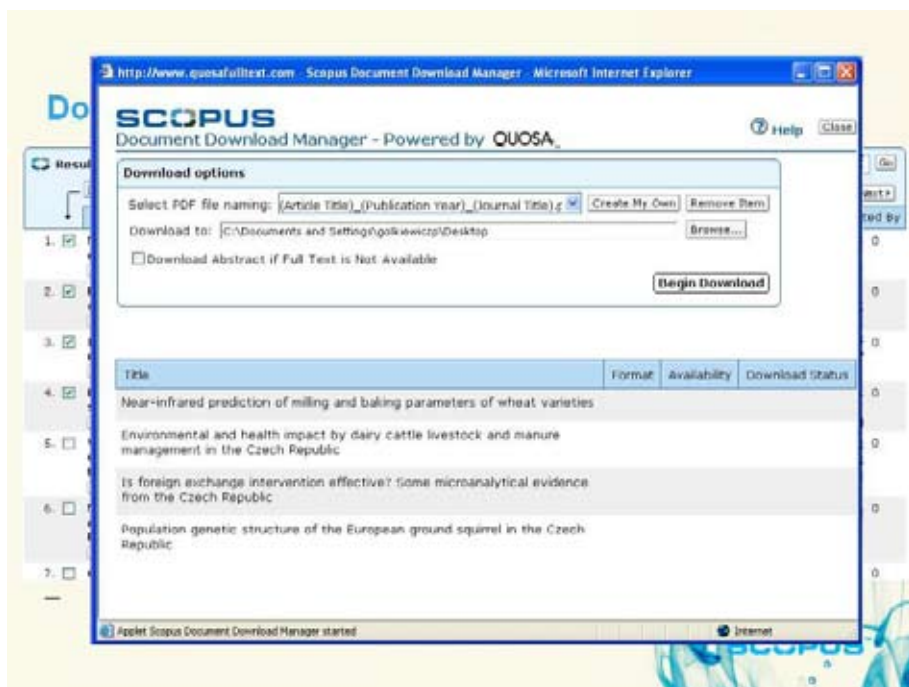 http://www.quosafulltext.com - Scopus Document Download Manager - Microsoft Internet Explorer
Do
SCOPUS
Document Download Manager - Powered by QUOSA
Help
Close
Resul
Go
Download options
Select PDF file naming: (Article Title)_(Publication Year)_(Journal Title).p
Create My Own
Remove Item
Download to: C:\Documents and Settings\golkiewiczp\Desktop
Browse...
Download Abstract if Full Text is Not Available
Begin Download
ted By
1.
0
2.
0
3.
0
4.
0
5.
0
6.
0
7.
0
Title
Format
Availability
Download Status
Near-infrared prediction of milling and baking parameters of wheat varieties
Environmental and health impact by dairy cattle livestock and manure
management in the Czech Republic
Is foreign exchange intervention effective? Some microanalytical evidence
from the Czech Republic
Population genetic structure of the European ground squirrel in the Czech
Republic
Applet Scopus Document Download Manager started
Internet
SCOPUS